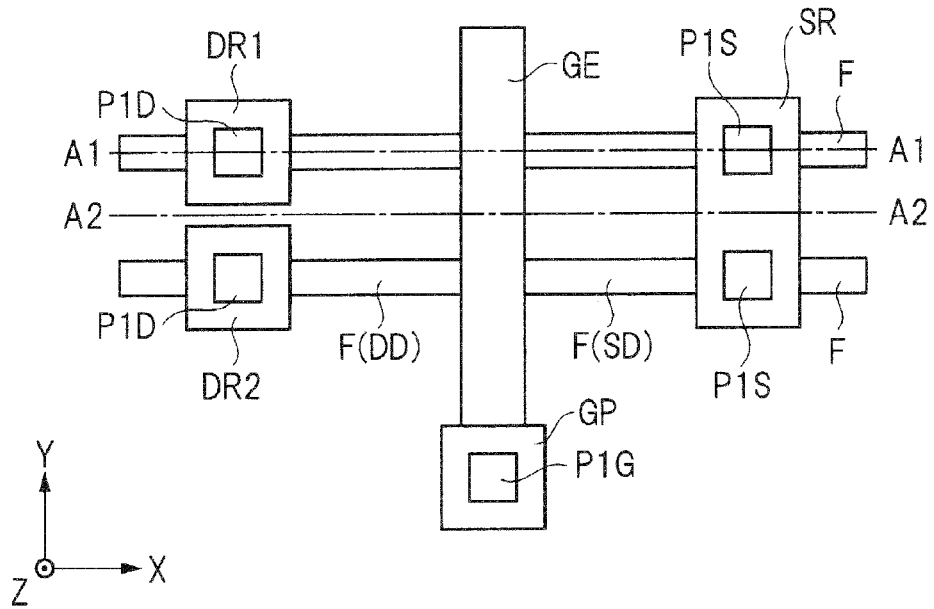 DR1
P1D
GE
P1S
SR
F
A1
A1
A2
A2
P1D
F(DD)
F(SD)
F
DR2
P1S
GP
P1G
Y
X
Z